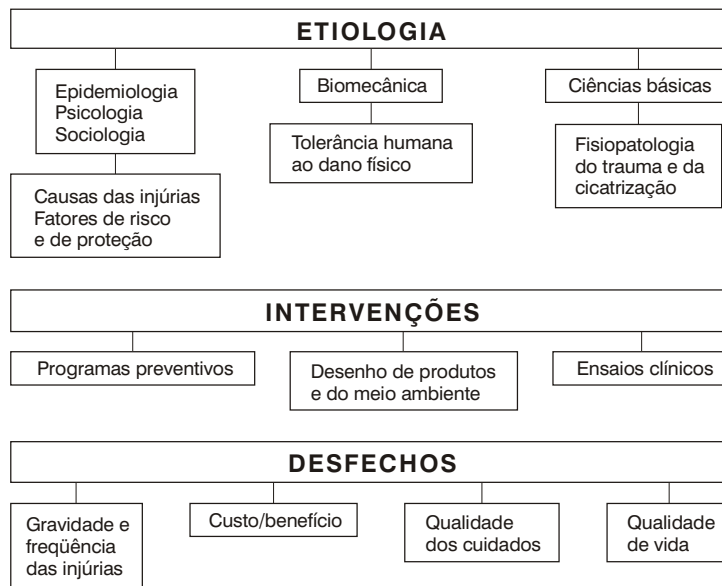 ETIOLOGIA
Epidemiologia
Psicologia
Sociologia
Biomecânica
Ciências básicas
Tolerância humana
ao dano físico
Fisiopatologia
do trauma e da
cicatrização
Causas das injúrias
Fatores de risco
e de proteção
INTERVENÇÕES
Programas preventivos
Desenho de produtos
e do meio ambiente
Ensaios clínicos
DESFECHOS
Gravidade e
freqüência
das injúrias
Custo/benefício
Qualidade
dos cuidados
Qualidade
de vida